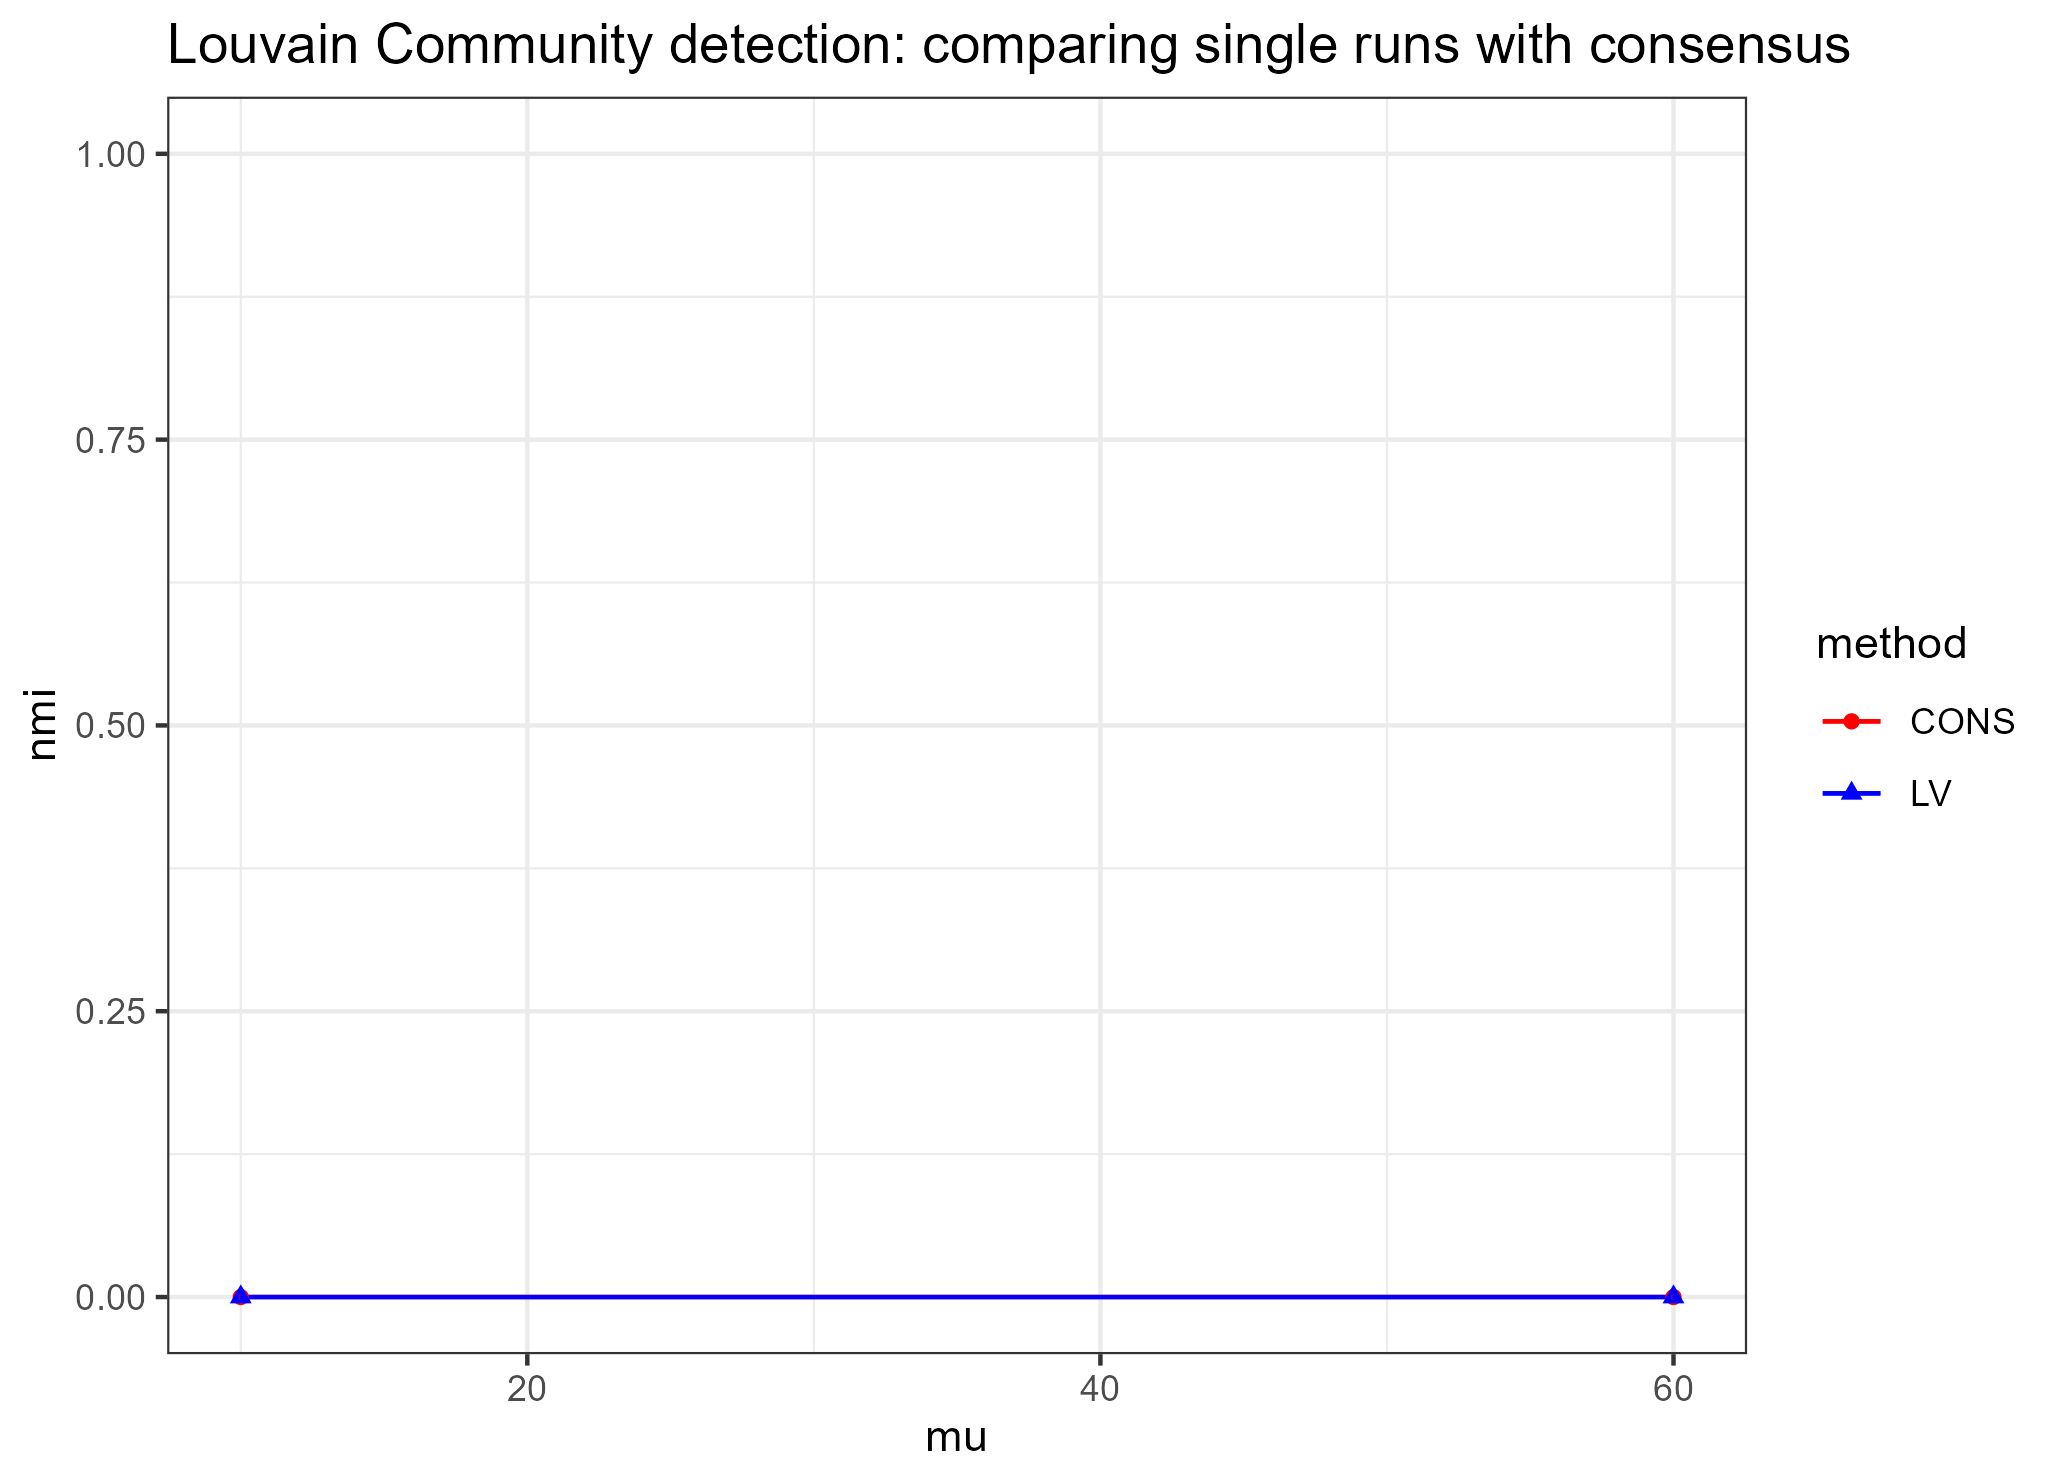 Louvain Community detection: comparing single runs with consensus
1.00
0.75
0.50
0.25
0.00
nmi
20 40 60
mu
method
CONS
LV